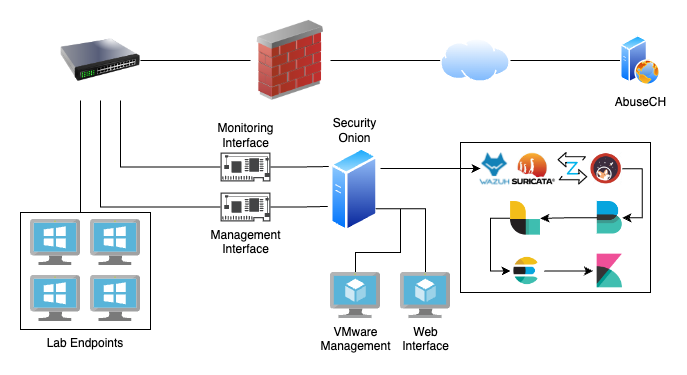 AbuseCH
Monitoring
Interface
Security
Onion
WAZUH
SURICATA
Z
Management
Interface
Lab Endpoints
VMware
Management
Web
Interface